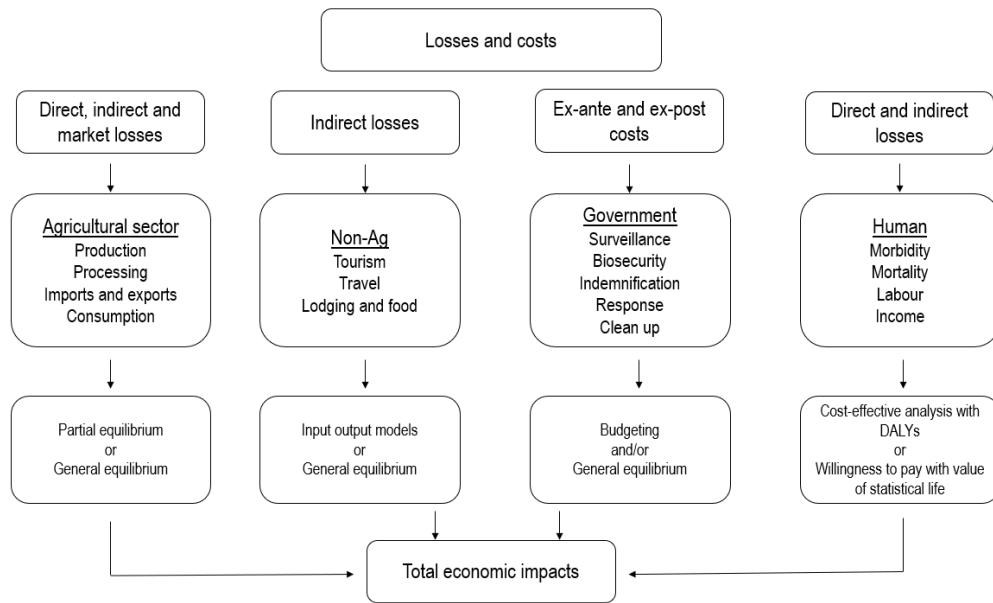 Losses and costs
Direct, indirect and
market losses
Indirect losses
Ex-ante and ex-post
costs
Direct and indirect
losses
Agricultural sector
Production
Processing
Imports and exports
Consumption
Non-Ag
Tourism
Travel
Lodging and food
Government
Surveillance
Biosecurity
Indemnification
Response
Clean up
Human
Morbidity
Mortality
Labour
Income
Partial equilibrium
or
General equilibrium
Input output models
or
General equilibrium
Budgeting
and/or
General equilibrium
Cost-effective analysis with
DALYs
or
Willingness to pay with value
of statistical life
Total economic impacts